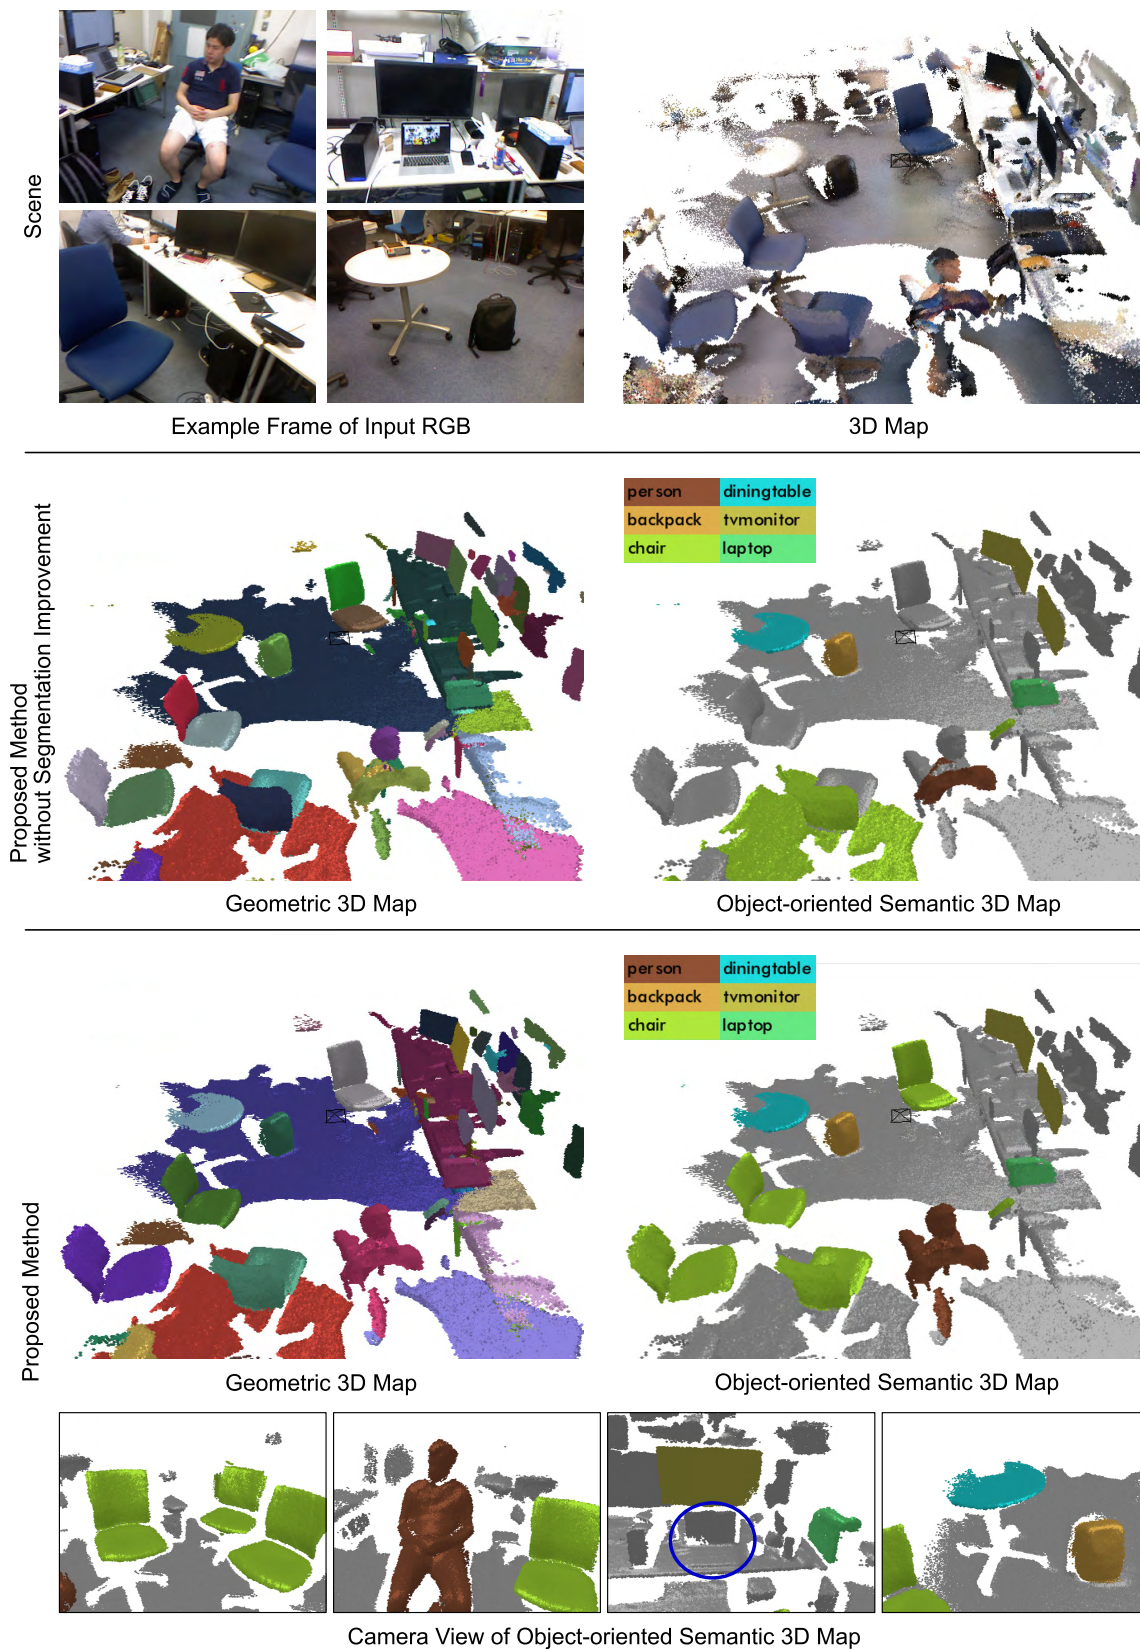 Scene
Example Frame of Input RGB
3D Map
Proposed Method
without Segmentation Improvement
person diningtable
backpack tvmonitor
chair laptop
Geometric 3D Map
Object-oriented Semantic 3D Map
Proposed Method
person diningtable
backpack tvmonitor
chair laptop
Geometric 3D Map
Object-oriented Semantic 3D Map
Camera View of Object-oriented Semantic 3D Map